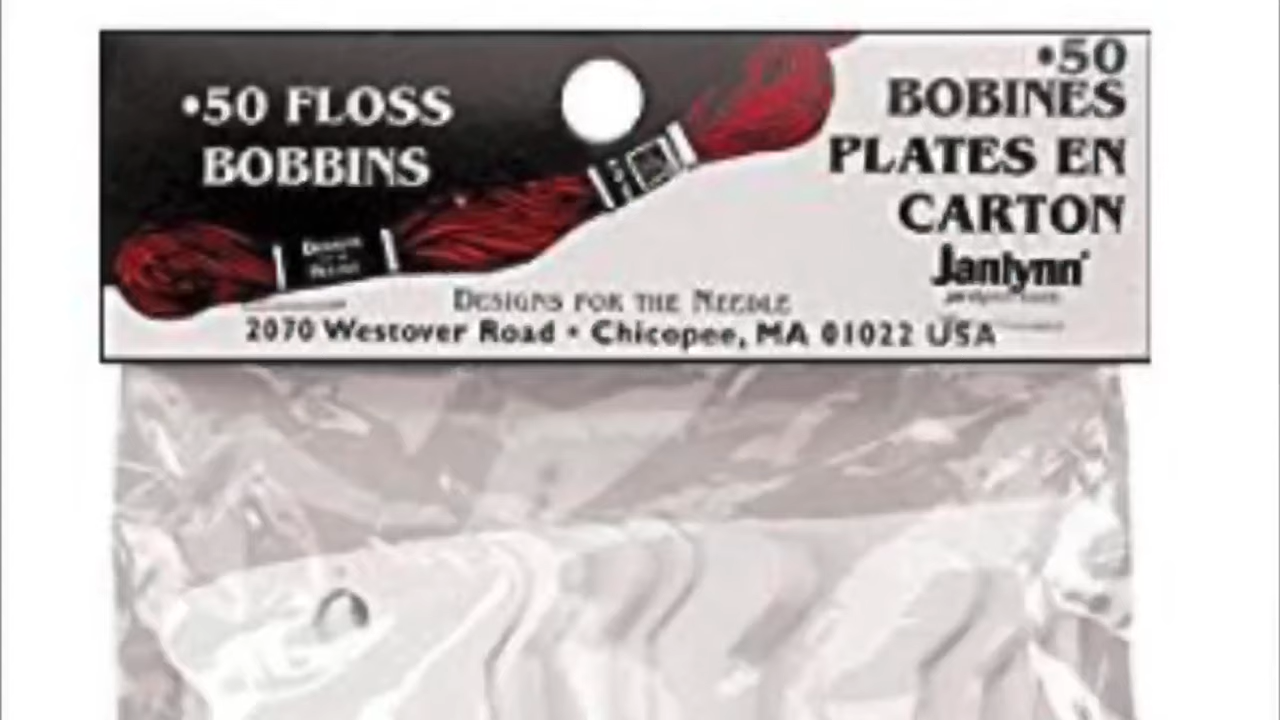 •50 FLOSS
BOBBINS
•50
BOBINES
PLATES EN
CARTON
Janlynn
DESIGNS FOR THE NEEDLE
2070 Westover Road • Chicopee, MA 01022 USA